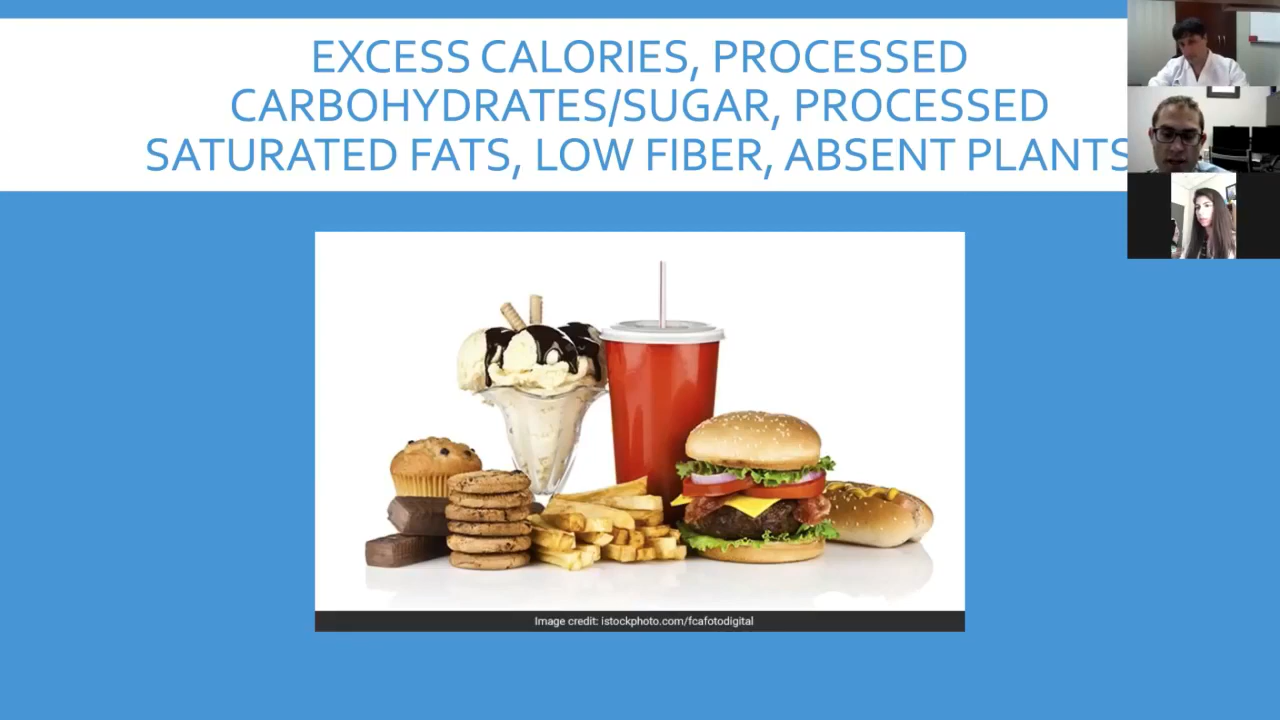 EXCESS CALORIES, PROCESSED
CARBOHYDRATES/SUGAR, PROCESSED
SATURATED FATS, LOW FIBER, ABSENT PLANTS
Image credit: istockphoto.com/fcafotodigital